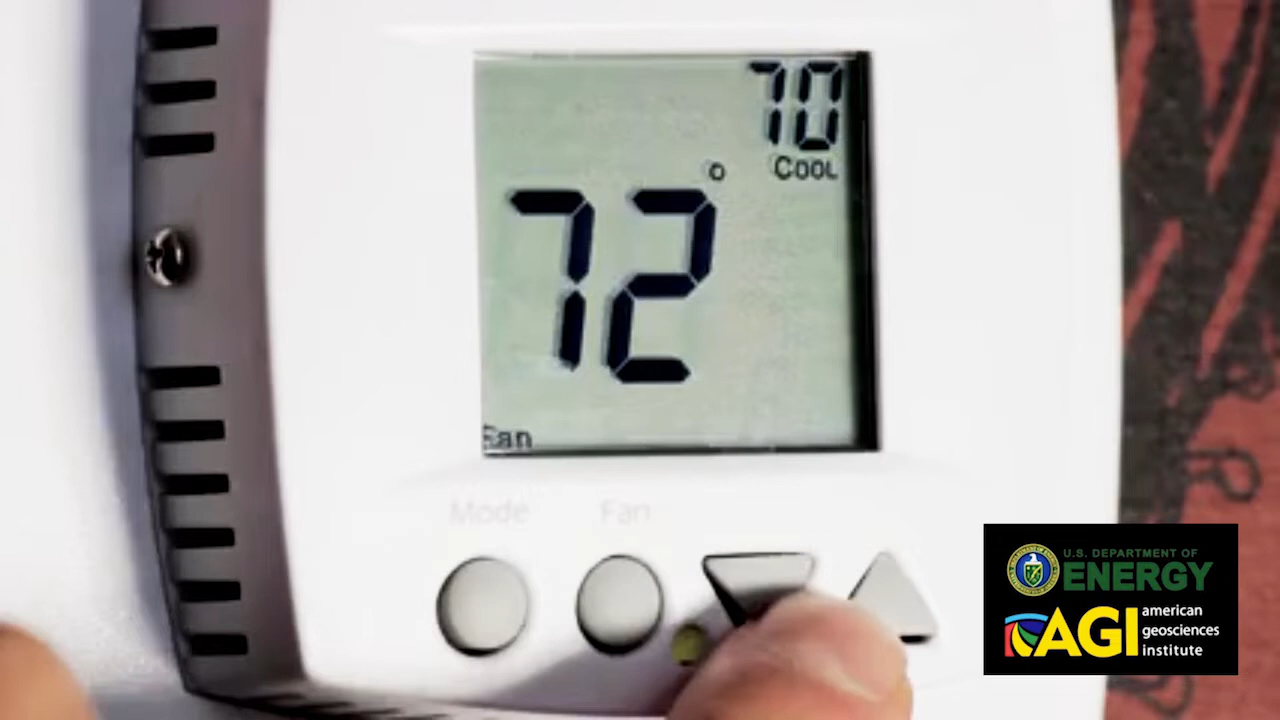 70
COOL
72°
Fan
Mode Fan
U.S. DEPARTMENT OF
ENERGY
AGI american
geosciences
institute